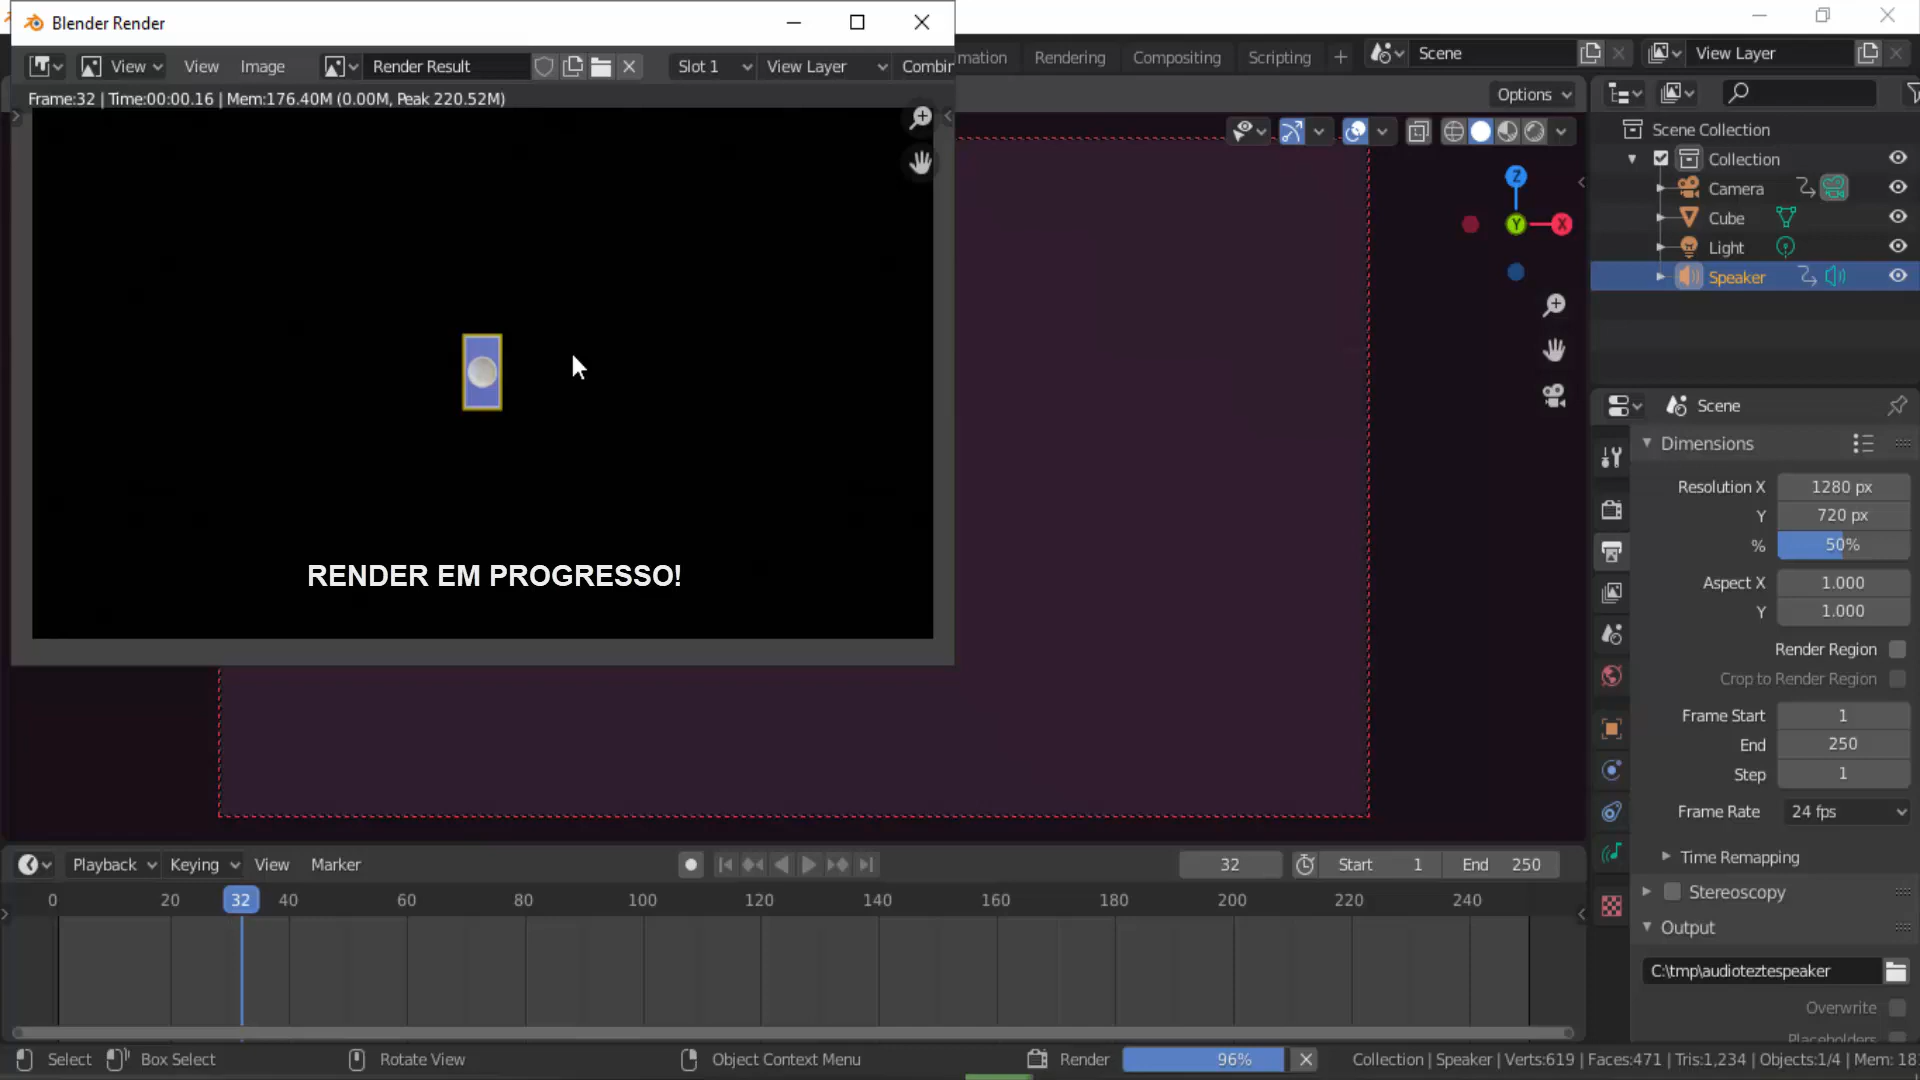 Blender Render
View View Image Render Result Slot 1 View Layer Combin
Frame:32 | Time:00:00.16 | Mem:176.40M (0.00M, Peak 220.52M)
RENDER EM PROGRESSO!
mation Rendering Compositing Scripting + Scene View Layer
Options
Z
Y
X
Scene Collection
Collection
Camera
Cube
Light
Speaker
Scene
Dimensions
Resolution X 1280 px
Y 720 px
% 50%
Aspect X 1.000
Y 1.000
Render Region
Crop to Render Region
Frame Start 1
End 250
Step 1
Frame Rate 24 fps
Time Remapping
Stereoscopy
Output
C:\tmp\audioteztespeaker
Overwrite
Placeholders
Playback Keying View Marker 32 Start 1 End 250
0 20 32 40 60 80 100 120 140 160 180 200 220 240
Select Box Select Rotate View Object Context Menu Render 96% Collection | Speaker | Verts:619 | Faces:471 | Tris:1,234 | Objects:1/4 | Mem: 18